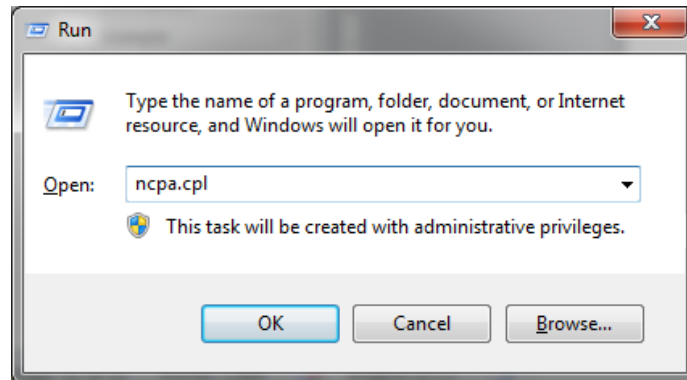 Run
Type the name of a program, folder, document, or Internet
resource, and Windows will open it for you.
Open: ncpa.cpl
This task will be created with administrative privileges.
OK Cancel Browse...